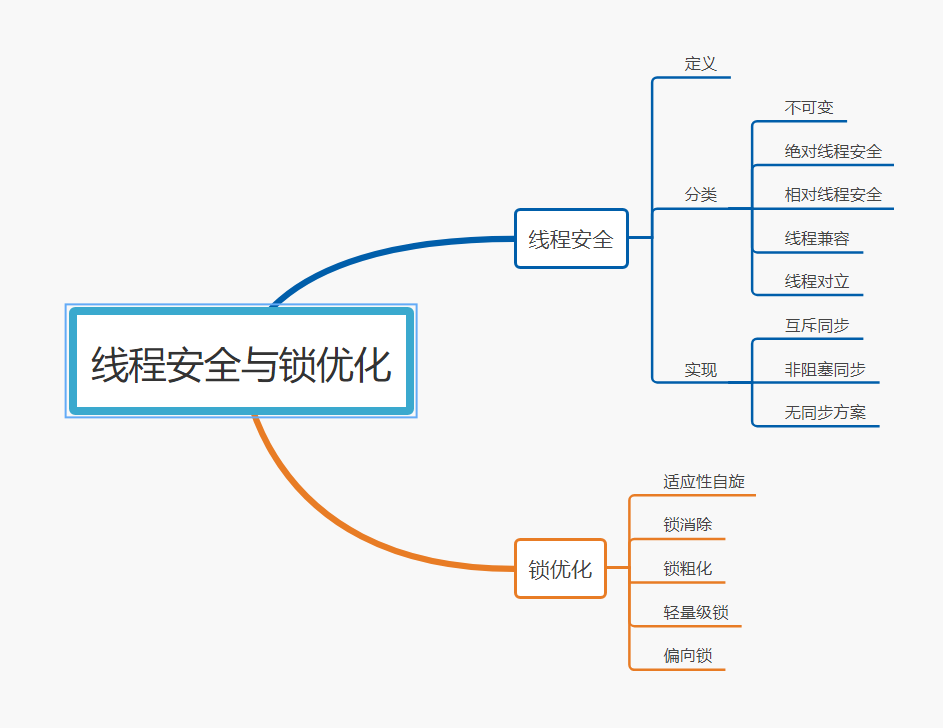 线程安全与锁优化
线程安全
定义
分类
不可变
绝对线程安全
相对线程安全
线程兼容
线程对立
实现
互斥同步
非阻塞同步
无同步方案
锁优化
适应性自旋
锁消除
锁粗化
轻量级锁
偏向锁